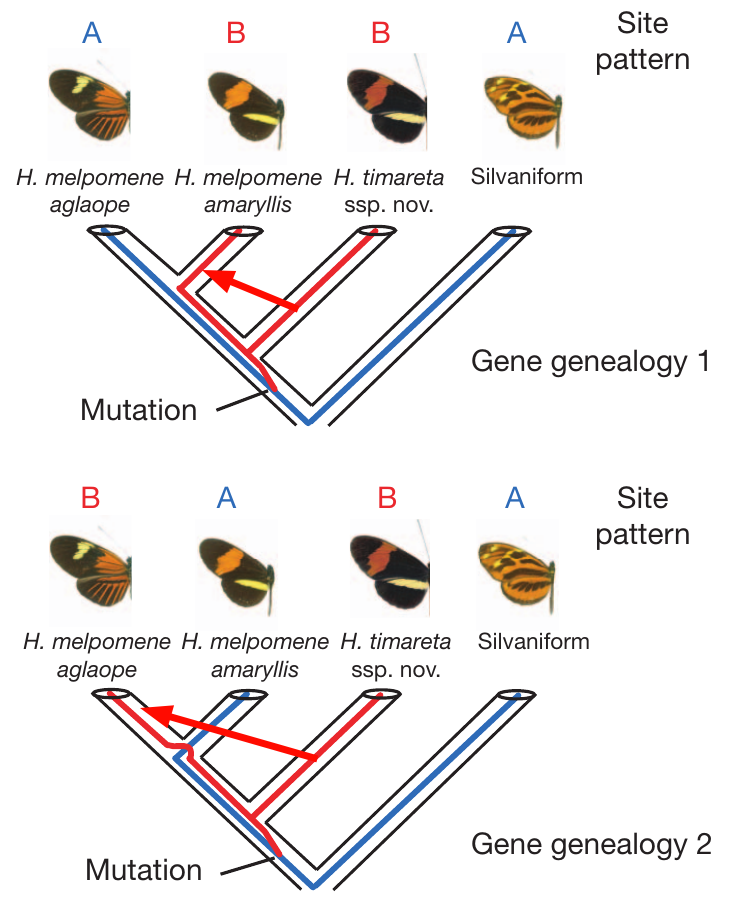 A B B A Site
pattern
H. melpomene H. melpomene H. timareta Silvaniform
aglaope amaryllis ssp. nov.
Gene genealogy 1
Mutation
B A B A Site
pattern
H. melpomene H. melpomene H. timareta Silvaniform
aglaope amaryllis ssp. nov.
Gene genealogy 2
Mutation